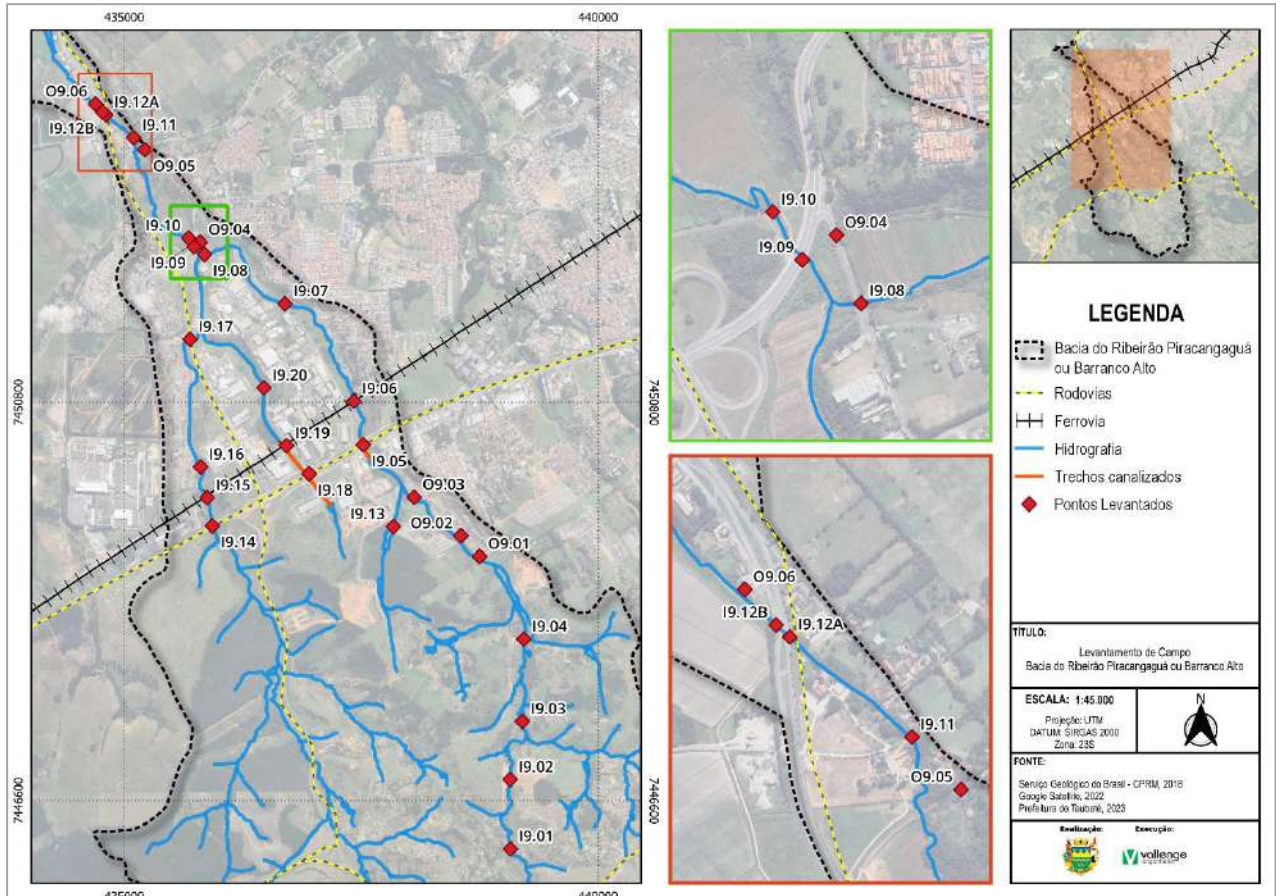 435000
440000
O9.06
I9.12A
I9.12B
I9.11
O9.05
I9.10
O9.04
I9.09
I9.08
I9.07
I9.17
I9.20
I9.06
I9.19
I9.05
I9.16
I9.18
O9.03
I9.15
I9.13
O9.02
I9.14
O9.01
I9.04
I9.03
I9.02
I9.01
7450800
7450800
7446600
7446600
435000
440000
I9.10
O9.04
I9.09
I9.08
O9.06
I9.12B
I9.12A
I9.11
O9.05
LEGENDA
Bacia do Ribeirão Piracangaguá
ou Barranco Alto
Rodovias
Ferrovia
Hidrografia
Trechos canalizados
Pontos Levantados
TÍTULO:
Levantamento de Campo
Bacia do Ribeirão Piracangaguá ou Barranco Alto
ESCALA: 1:45.000
Projeção: UTM
DATUM: SIRGAS 2000
Zona: 23S
N
FONTE:
Serviço Geológico do Brasil - CPRM, 2018
Google Satellite, 2022
Prefeitura de Taubaté, 2023
Realização:
Execução:
vallenge